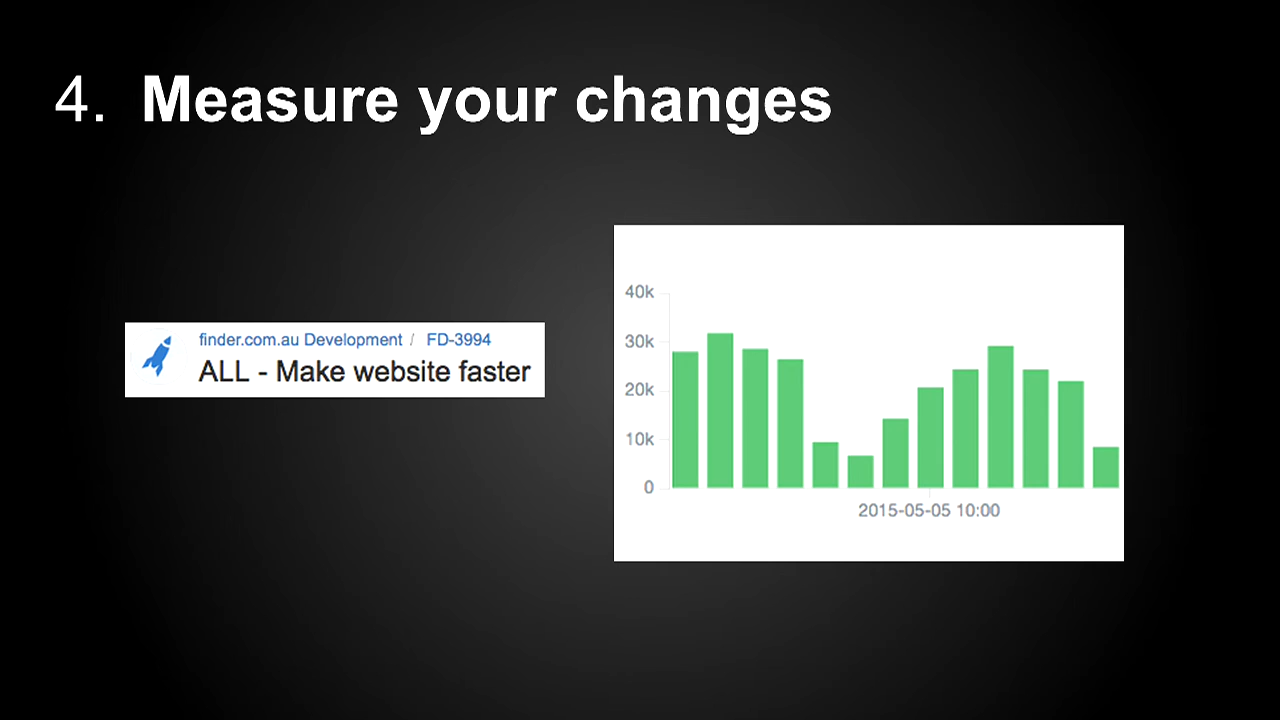 4. Measure your changes
finder.com.au Development / FD-3994
ALL - Make website faster
40k
30k
20k
10k
0
2015-05-05 10:00